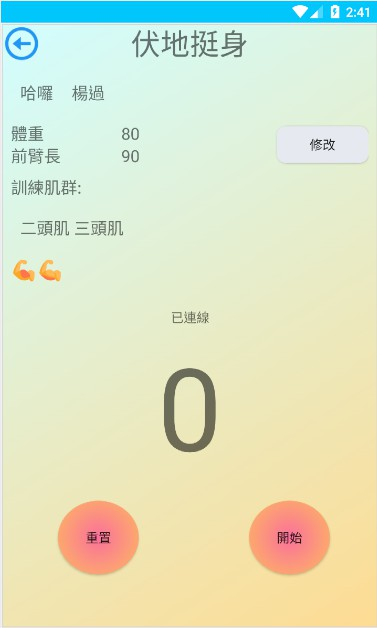 2:41
伏地挺身
哈囉 楊過
體重 80
前臂長 90
修改
訓練肌群:
二頭肌 三頭肌
已連線
0
重置 開始